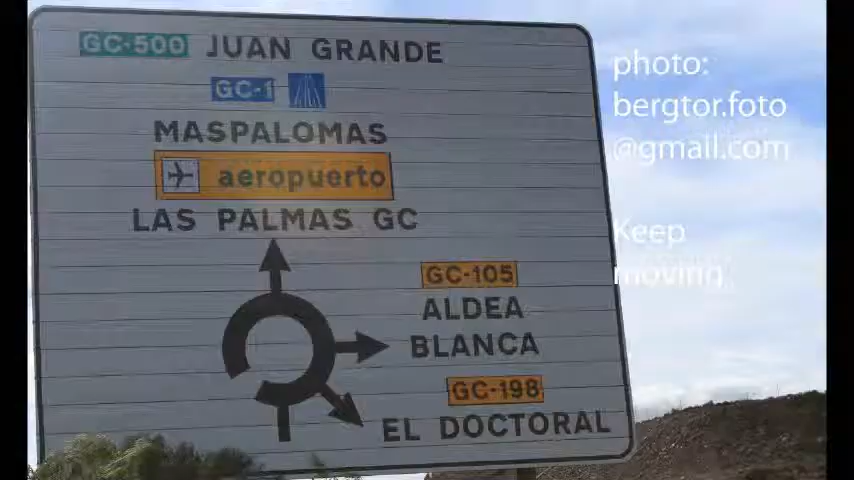 GC-500 JUAN GRANDE
GC-1
MASPALOMAS
aeropuerto
LAS PALMAS GC
GC-105
ALDEA
BLANCA
GC-198
EL DOCTORAL
photo:
bergtor.foto
@gmail.com
Keep
moving